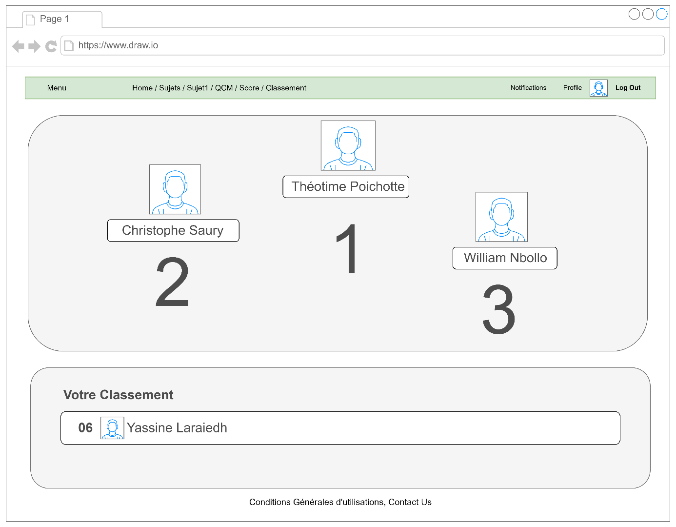 Page 1
https://www.draw.io
Menu
Home / Sujets / Sujet1 / QCM / Score / Classement
Notifications
Profile
Log Out
Théotime Poichotte
1
Christophe Saury
2
William Nbollo
3
Votre Classement
06 Yassine Laraiedh
Conditions Générales d'utilisations, Contact Us